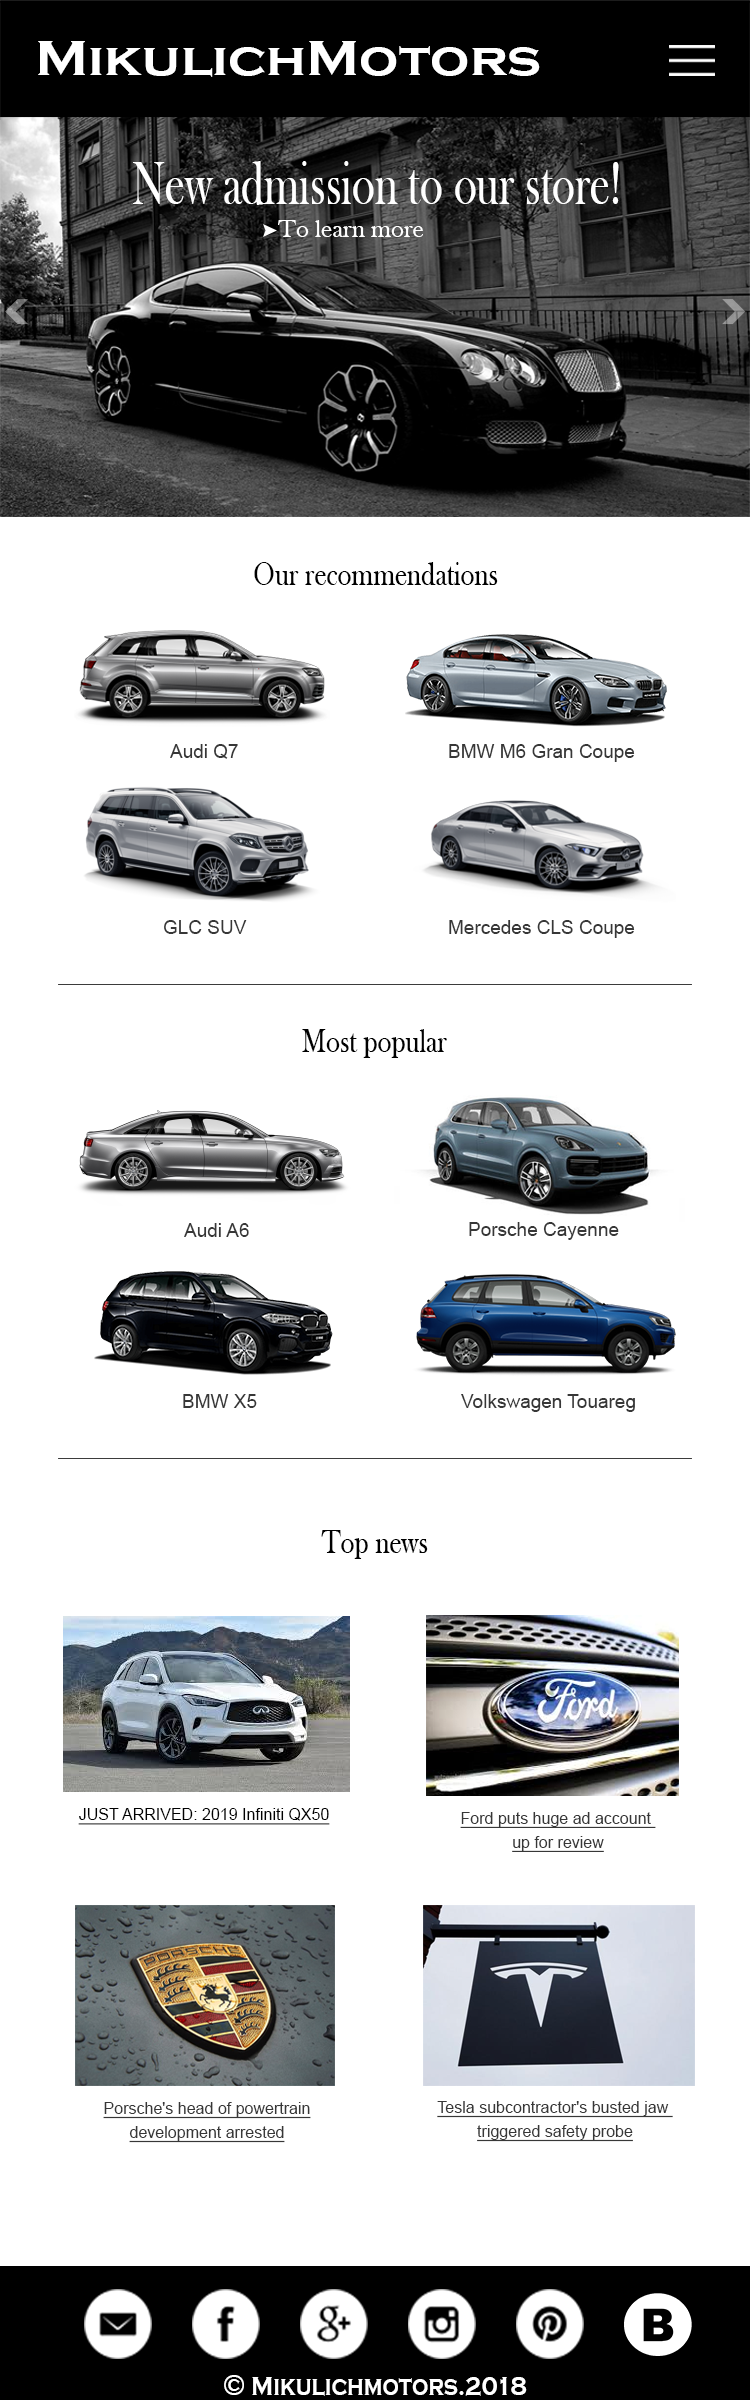 MIKULICHMOTORS
New admission to our store!
➤To learn more
Our recommendations
Audi Q7
BMW M6 Gran Coupe
GLC SUV
Mercedes CLS Coupe
Most popular
Audi A6
Porsche Cayenne
BMW X5
Volkswagen Touareg
Top news
Ford
JUST ARRIVED: 2019 Infiniti QX50
Ford puts huge ad account
up for review
PORSCHE
Porsche's head of powertrain
development arrested
Tesla subcontractor's busted jaw
triggered safety probe
f
g+
B
© MIKULICHMOTORS.2018